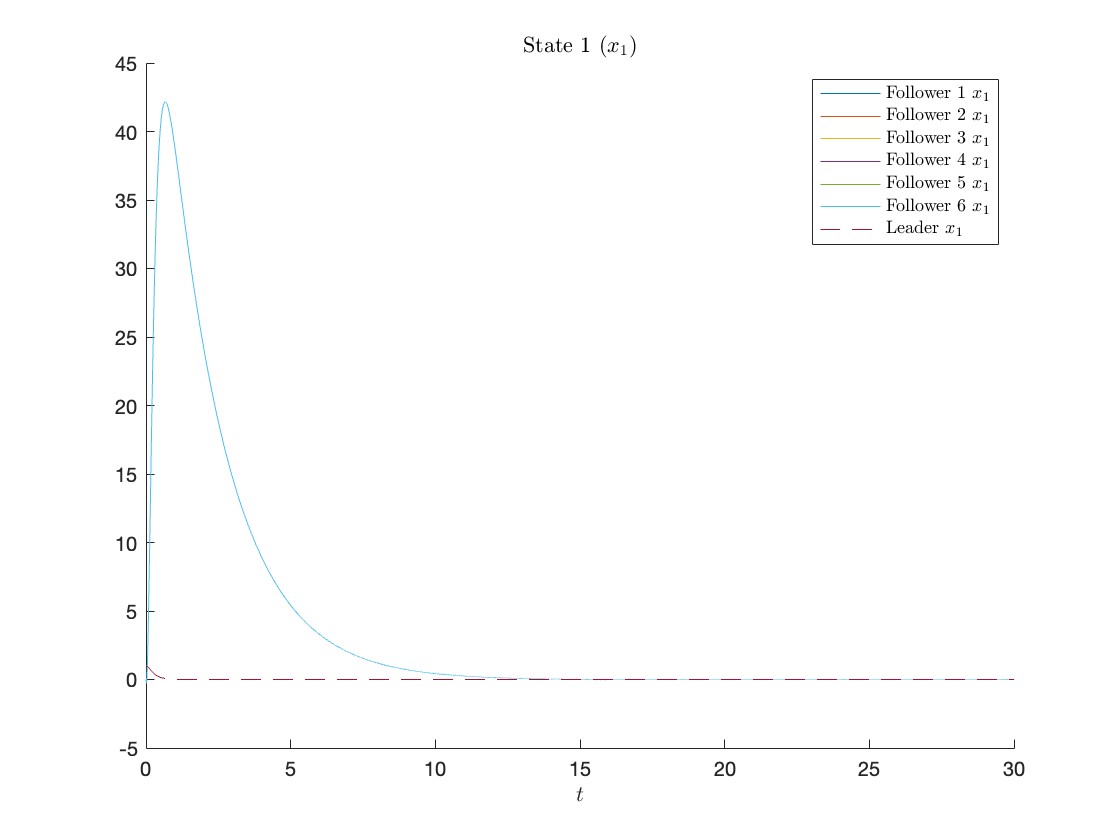 State 1 (x₁)
45
40
35
30
25
20
15
10
5
0
-5
0 5 10 15 20 25 30
t
Follower 1 x₁
Follower 2 x₁
Follower 3 x₁
Follower 4 x₁
Follower 5 x₁
Follower 6 x₁
Leader x₁